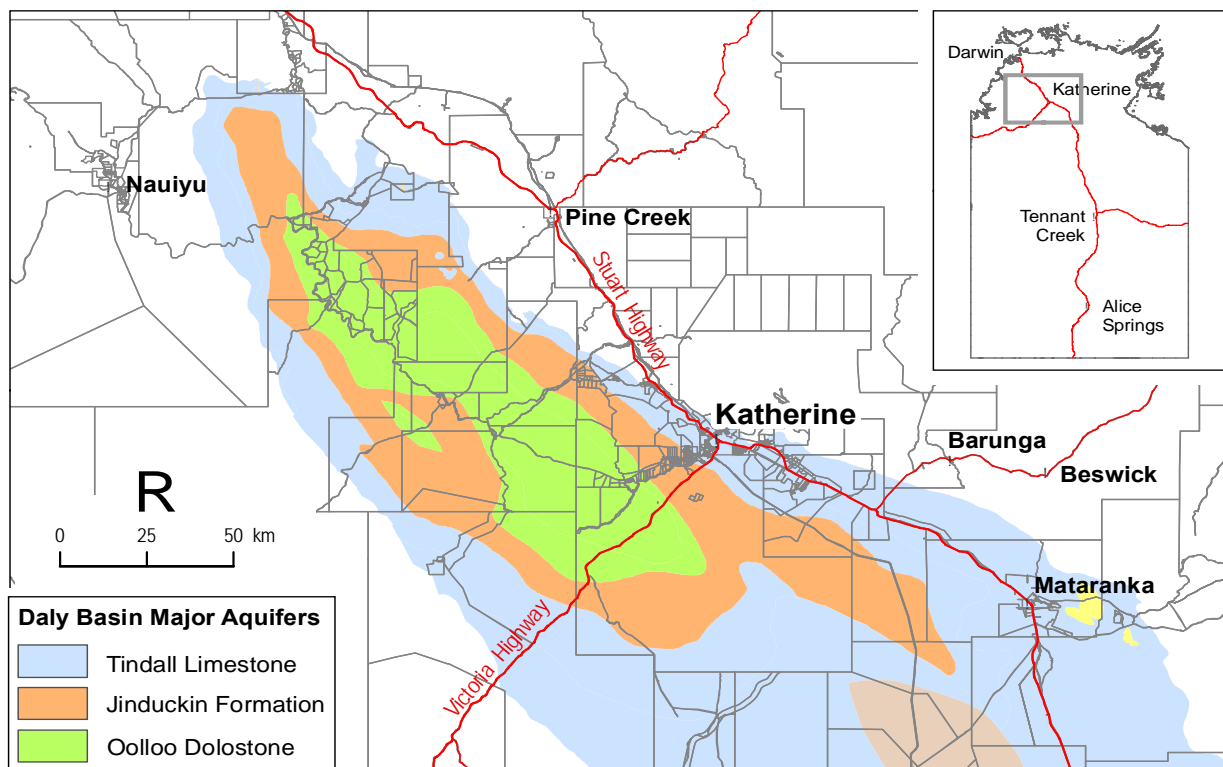 Darwin
Katherine
Tennant
Creek
Alice
Springs
Nauiyu
Pine Creek
Stuart Highway
Katherine
Barunga
Beswick
R
0 25 50 km
Mataranka
Victoria Highway
Daly Basin Major Aquifers
Tindall Limestone
Jinduckin Formation
Oolloo Dolostone